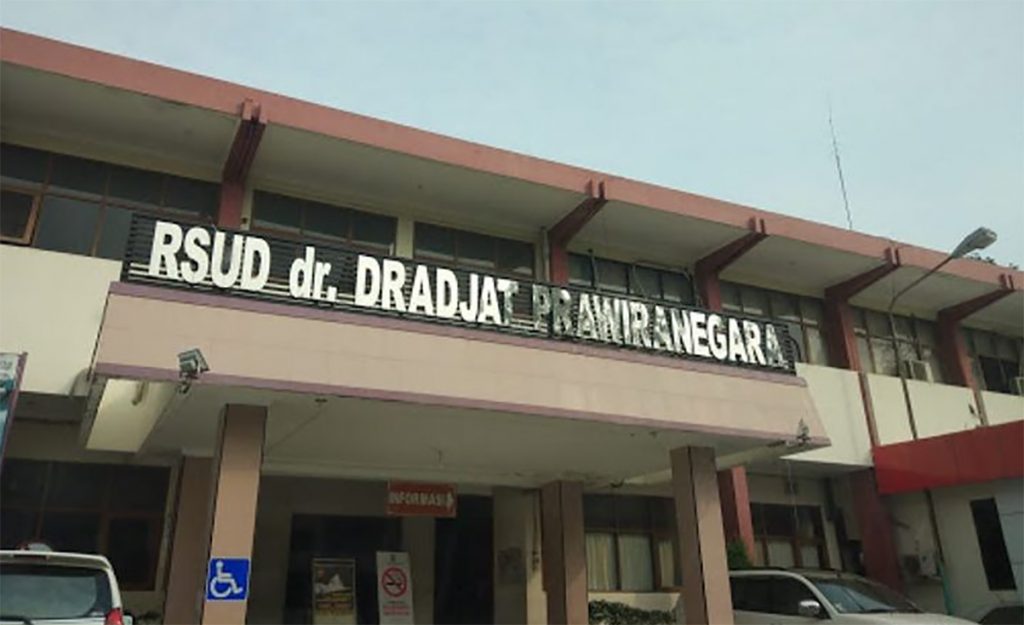 RSUD dr. DRADJAT PRAWIRANEGARA
INFORMASI